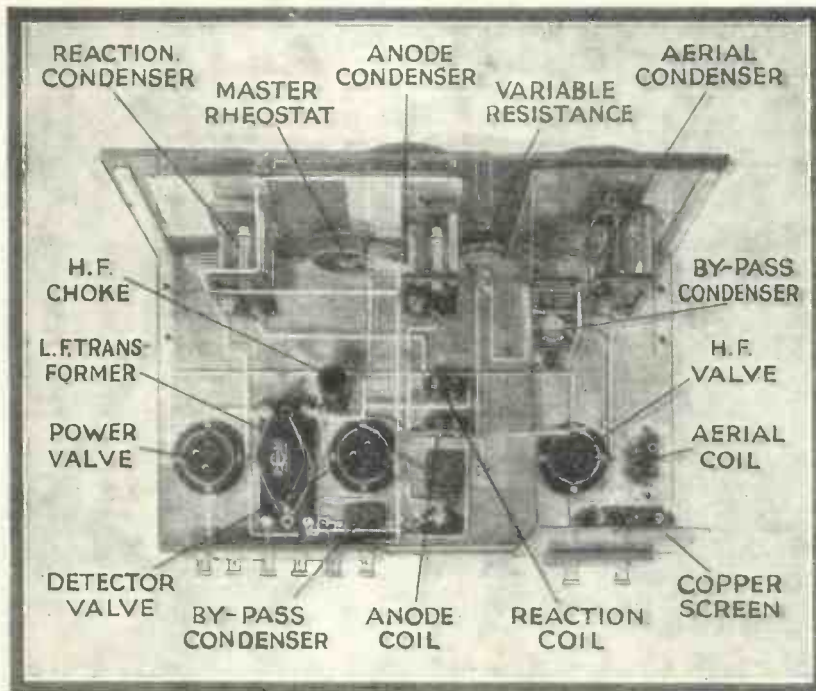 REACTION.
CONDENSER
MASTER
RHEOSTAT
ANODE
CONDENSER
VARIABLE
RESISTANCE
AERIAL
CONDENSER
H.F.
CHOKE
BY-PASS
CONDENSER
L.F. TRANS-
FORMER
H.F.
VALVE
POWER
VALVE
AERIAL
COIL
DETECTOR
VALVE
BY-PASS
CONDENSER
ANODE
COIL
REACTION
COIL
COPPER
SCREEN